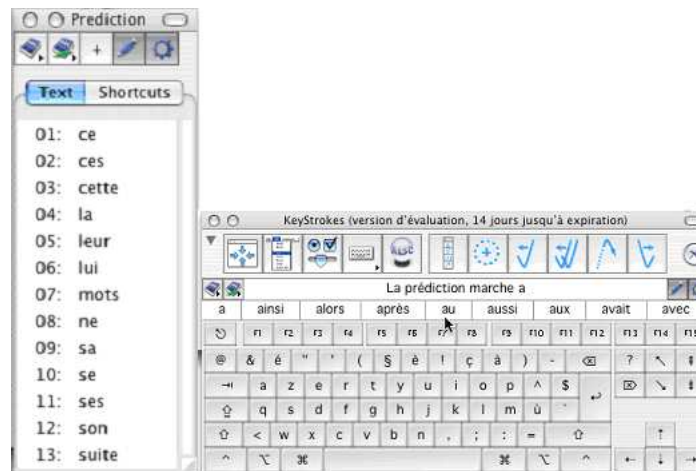 Prediction
+
Text Shortcuts
01: ce
02: ces
03: cette
04: la
05: leur
06: lui
07: mots
08: ne
09: sa
10: se
11: ses
12: son
13: suite
KeyStrokes (version d'évaluation, 14 jours jusqu'à expiration)
La prédiction marche a
a ainsi alors après au aussi aux avait avec
F1 F2 F3 F4 F5 F6 F7 F8 F9 F10 F11 F12 F13 F14 F15
@ & é " ' ( § è ! ç à ) - ?
a z e r t y u i o p ^ $
q s d f g h j k l m ù `
< w x c v b n , ; : =
⌃ ⌥ ⌘ ⌘ ⌥ ⌃